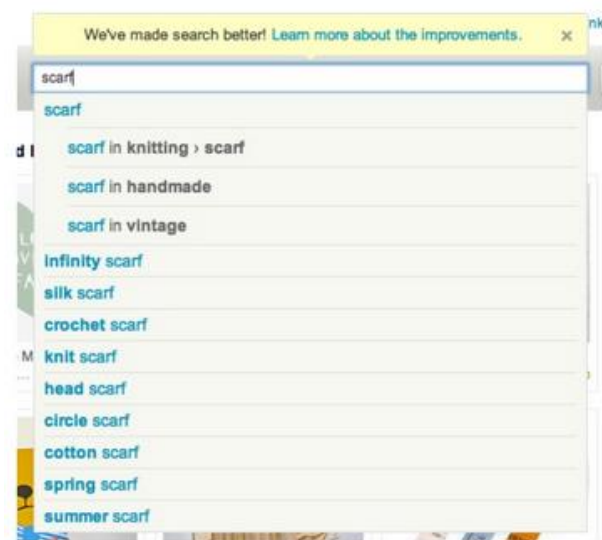 We've made search better! Learn more about the improvements. ×
scarf
scarf
scarf in knitting › scarf
scarf in handmade
scarf in vintage
infinity scarf
silk scarf
crochet scarf
knit scarf
head scarf
circle scarf
cotton scarf
spring scarf
summer scarf